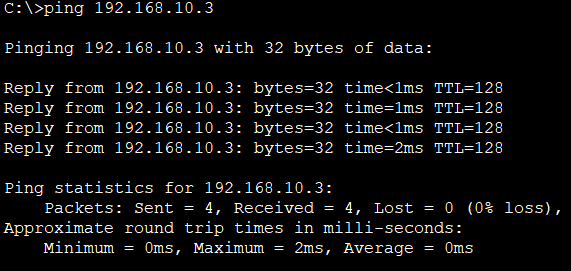 C:\>ping 192.168.10.3
Pinging 192.168.10.3 with 32 bytes of data:
Reply from 192.168.10.3: bytes=32 time<1ms TTL=128
Reply from 192.168.10.3: bytes=32 time=1ms TTL=128
Reply from 192.168.10.3: bytes=32 time<1ms TTL=128
Reply from 192.168.10.3: bytes=32 time=2ms TTL=128
Ping statistics for 192.168.10.3:
    Packets: Sent = 4, Received = 4, Lost = 0 (0% loss),
Approximate round trip times in milli-seconds:
    Minimum = 0ms, Maximum = 2ms, Average = 0ms